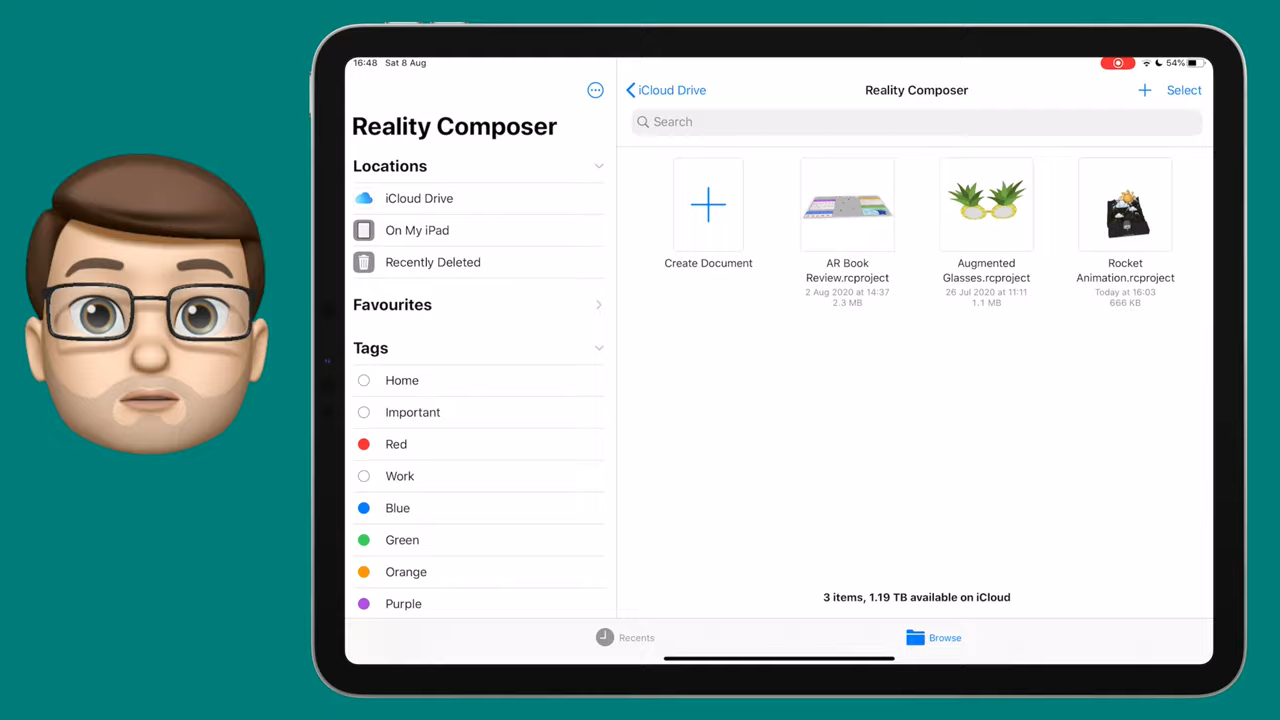 16:48 Sat 8 Aug
54%
Reality Composer
Locations
iCloud Drive
On My iPad
Recently Deleted
Favourites
Tags
Home
Important
Red
Work
Blue
Green
Orange
Purple
iCloud Drive
Reality Composer
Select
Search
Create Document
AR Book
Review.rcproject
2 Aug 2020 at 14:37
2.3 MB
Augmented
Glasses.rcproject
26 Jul 2020 at 11:11
1.1 MB
Rocket
Animation.rcproject
Today at 16:03
666 KB
3 items, 1.19 TB available on iCloud
Recents
Browse